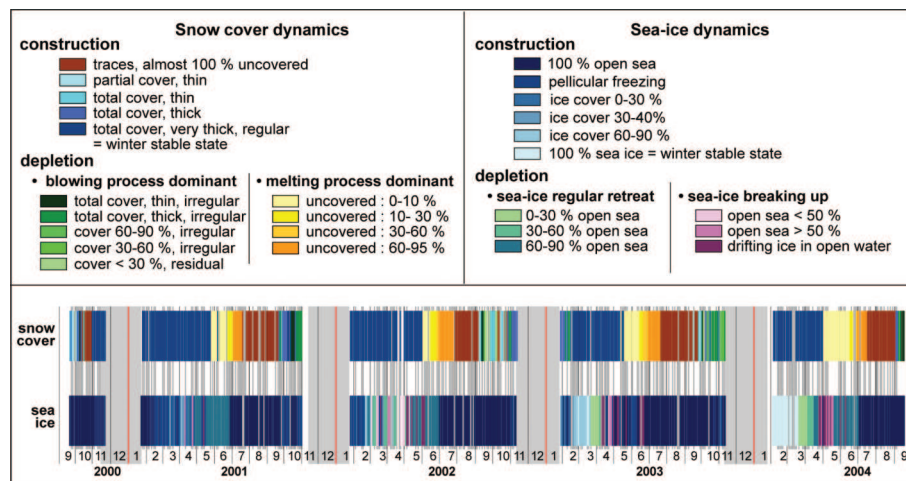 Snow cover dynamics
construction
traces, almost 100 % uncovered
partial cover, thin
total cover, thin
total cover, thick
total cover, very thick, regular
= winter stable state
depletion
• blowing process dominant
total cover, thin, irregular
total cover, thick, irregular
cover 60-90 %, irregular
cover 30-60 %, irregular
cover < 30 %, residual
• melting process dominant
uncovered : 0-10 %
uncovered : 10- 30 %
uncovered : 30-60 %
uncovered : 60-95 %
Sea-ice dynamics
construction
100 % open sea
pellicular freezing
ice cover 0-30 %
ice cover 30-40%
ice cover 60-90 %
100 % sea ice = winter stable state
depletion
• sea-ice regular retreat
0-30 % open sea
30-60 % open sea
60-90 % open sea
• sea-ice breaking up
open sea < 50 %
open sea > 50 %
drifting ice in open water
snow
cover
sea
ice
9 10 11 12 1 2 3 4 5 6 7 8 9 10 11 12 1 2 3 4 5 6 7 8 9 10 11 12 1 2 3 4 5 6 7 8 9 10 11 12 1 2 3 4 5 6 7 8 9
2000 2001 2002 2003 2004